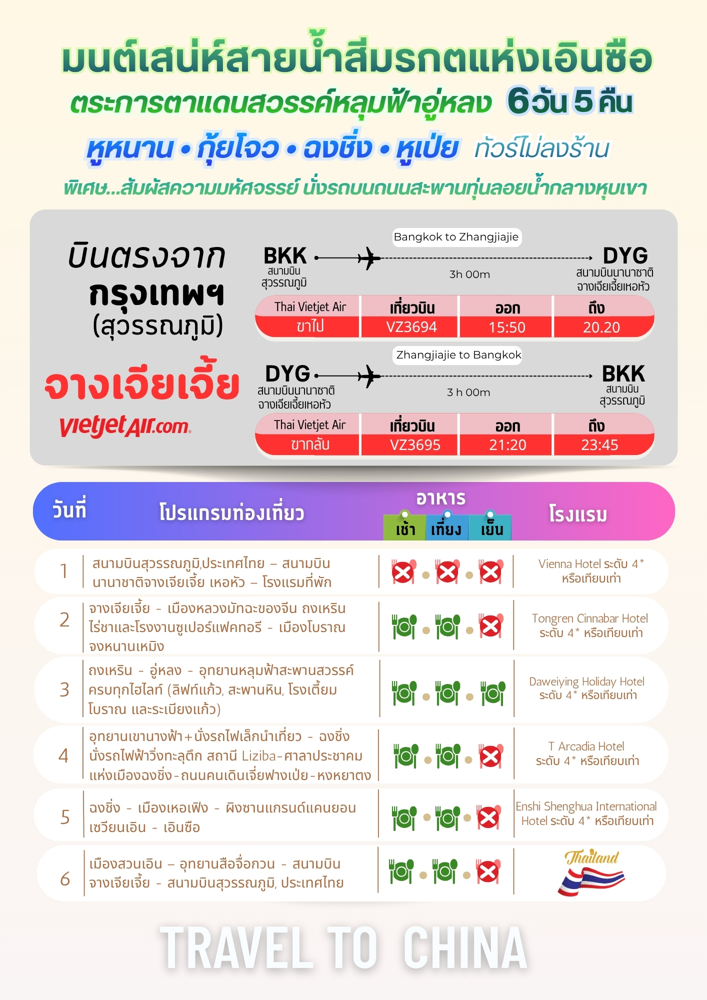 มนต์เสน่ห์สายน้ำสีมรกตแห่งเอินซือ
ตระการตาแดนสวรรค์หลุมฟ้าอู่หลง 6วัน 5 คืน
หูหนาน • กุ้ยโจว • ฉงชิ่ง • หูเป่ย ทัวร์ไม่ลงร้าน
พิเศษ...สัมผัสความมหัศจรรย์ นั่งรถบนถนนสะพานทุ่นลอยน้ำกลางหุบเขา
บินตรงจาก
กรุงเทพฯ
(สุวรรณภูมิ)
จางเจียเจี้ย
vietjetAir.com
Bangkok to Zhangjiajie
BKK
DYG
สนามบิน
สุวรรณภูมิ
3h 00m
สนามบินนานาชาติ
จางเจียเจี้ยเหอหัว
Thai Vietjet Air เที่ยวบิน ออก ถึง
ขาไป VZ3694 15:50 20.20
Zhangjiajie to Bangkok
DYG
BKK
สนามบินนานาชาติ
จางเจียเจี้ยเหอหัว
3 h 00m
สนามบิน
สุวรรณภูมิ
Thai Vietjet Air เที่ยวบิน ออก ถึง
ขากลับ VZ3695 21:20 23:45
วันที่ โปรแกรมท่องเที่ยว อาหาร โรงแรม
เช้า เที่ยง เย็น
1
สนามบินสุวรรณภูมิ,ประเทศไทย – สนามบิน
นานาชาติจางเจียเจี้ย เหอหัว – โรงแรมที่พัก
Vienna Hotel ระดับ 4*
หรือเทียบเท่า
2
จางเจียเจี้ย - เมืองหลวงมัทฉะของจีน ถงเหริน
ไร่ชาและโรงงานซูเปอร์แฟคทอรี - เมืองโบราณ
จงหนานเหมิง
Tongren Cinnabar Hotel
ระดับ 4* หรือเทียบเท่า
3
ถงเหริน - อู่หลง - อุทยานหลุมฟ้าสะพานสวรรค์
ครบทุกไฮไลท์ (ลิฟท์แก้ว, สะพานหิน, โรงเตี้ยม
โบราณ และระเบียงแก้ว)
Daweiying Holiday Hotel
ระดับ 4* หรือเทียบเท่า
4
อุทยานเขานางฟ้า+นั่งรถไฟเล็กนำเที่ยว - ฉงชิ่ง
นั่งรถไฟฟ้าวิ่งทะลุตึก สถานี Liziba-ศาลาประชาคม
แห่งเมืองฉงชิ่ง-ถนนคนเดินเจี่ยฟางเป่ย-หงหยาตง
T Arcadia Hotel
ระดับ 4* หรือเทียบเท่า
5
ฉงชิ่ง - เมืองเหอเฟิง - ผิงซานแกรนด์แคนยอน
เซวียนเอิน - เอินซือ
Enshi Shenghua International
Hotel ระดับ 4* หรือเทียบเท่า
6
เมืองสวนเอิน – อุทยานสือจื่อกวน - สนามบิน
จางเจียเจี้ย - สนามบินสุวรรณภูมิ, ประเทศไทย
Thailand
TRAVEL TO CHINA